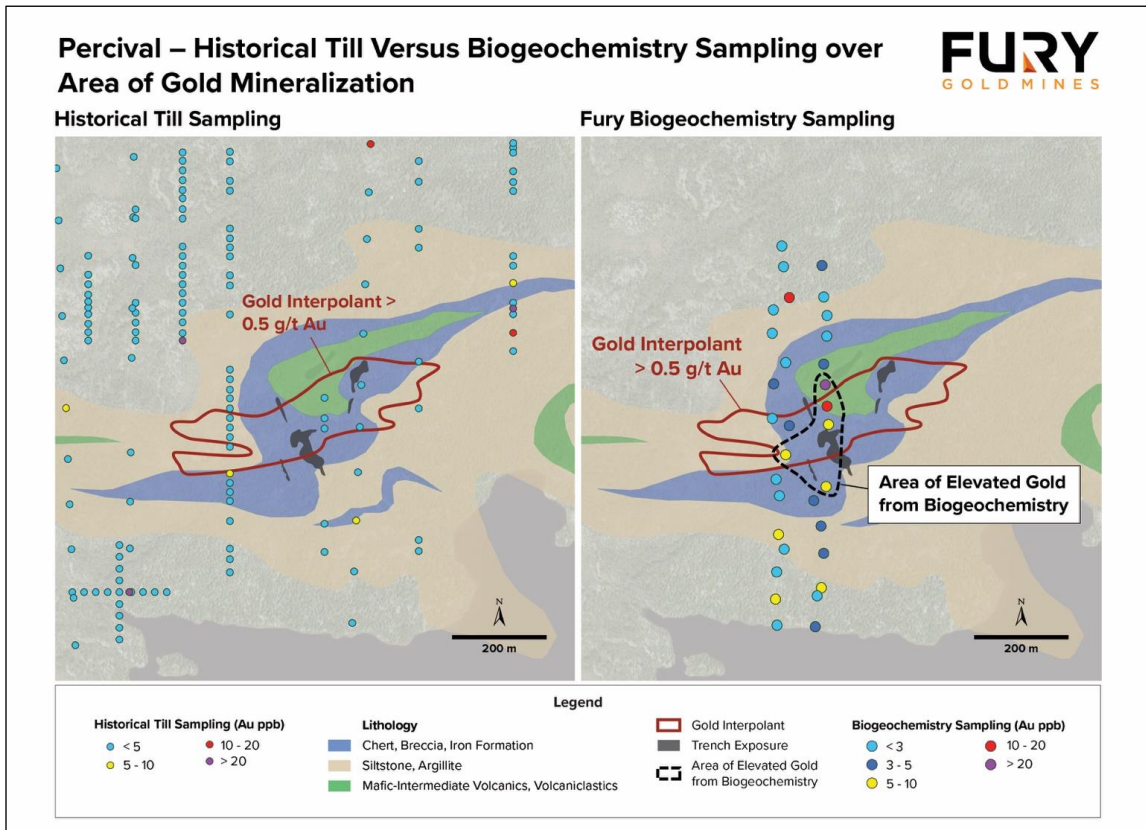 Percival – Historical Till Versus Biogeochemistry Sampling over
Area of Gold Mineralization
FURY
GOLD MINES
Historical Till Sampling
Fury Biogeochemistry Sampling
Gold Interpolant >
0.5 g/t Au
N
200 m
Gold Interpolant
> 0.5 g/t Au
Area of Elevated Gold
from Biogeochemistry
N
200 m
Legend
Historical Till Sampling (Au ppb)
< 5
5 - 10
10 - 20
> 20
Lithology
Chert, Breccia, Iron Formation
Siltstone, Argillite
Mafic-Intermediate Volcanics, Volcaniclastics
Gold Interpolant
Trench Exposure
Area of Elevated Gold
from Biogeochemistry
Biogeochemistry Sampling (Au ppb)
< 3
3 - 5
5 - 10
10 - 20
> 20